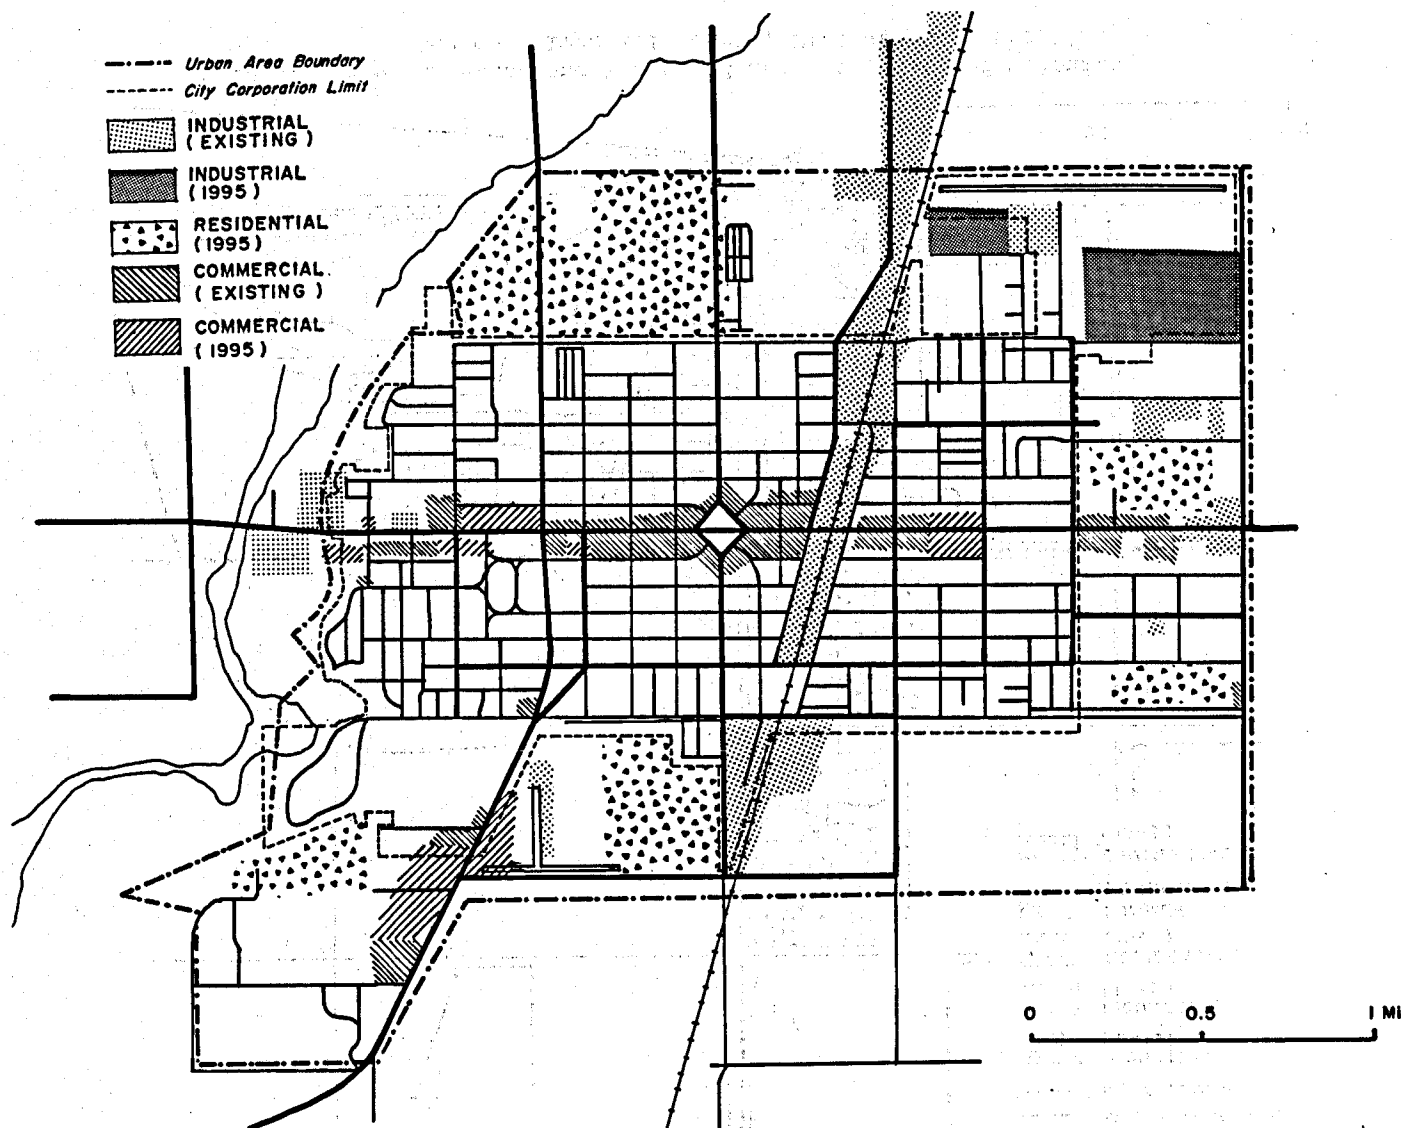 Urban Area Boundary
City Corporation Limit
INDUSTRIAL
(EXISTING)
INDUSTRIAL
(1995)
RESIDENTIAL
(1995)
COMMERCIAL
(EXISTING)
COMMERCIAL
(1995)
0 0.5 1 MI